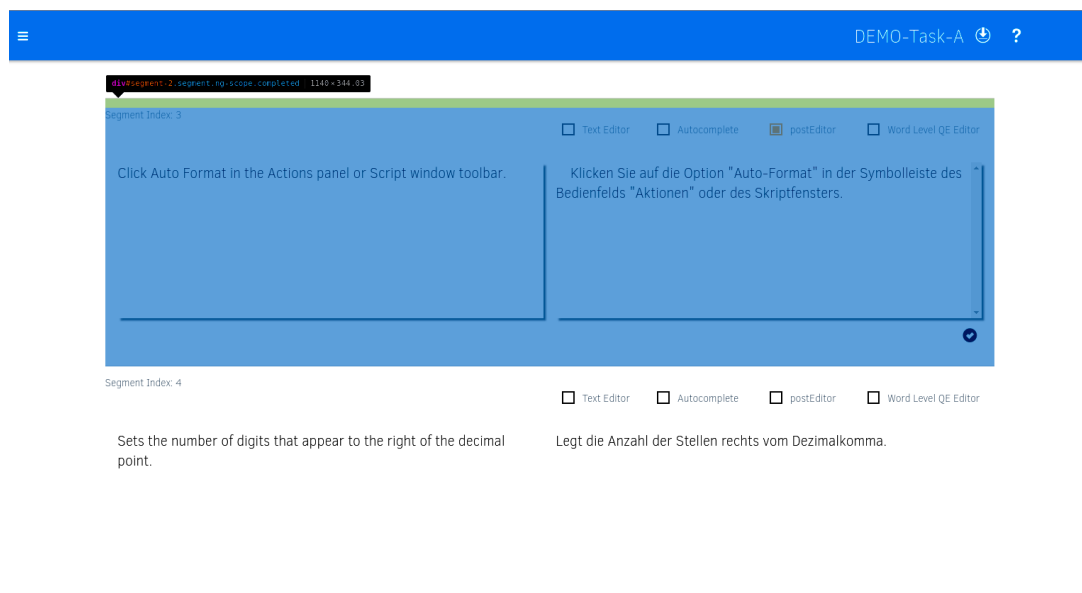 DEMO-Task-A ?
div#segment-2.segment.ng-scope.completed | 1140×344.03
Segment Index: 3
Text Editor Autocomplete postEditor Word Level QE Editor
Click Auto Format in the Actions panel or Script window toolbar.
Klicken Sie auf die Option "Auto-Format" in der Symbolleiste des
Bedienfelds "Aktionen" oder des Skriptfensters.
Segment Index: 4
Text Editor Autocomplete postEditor Word Level QE Editor
Sets the number of digits that appear to the right of the decimal
point.
Legt die Anzahl der Stellen rechts vom Dezimalkomma.